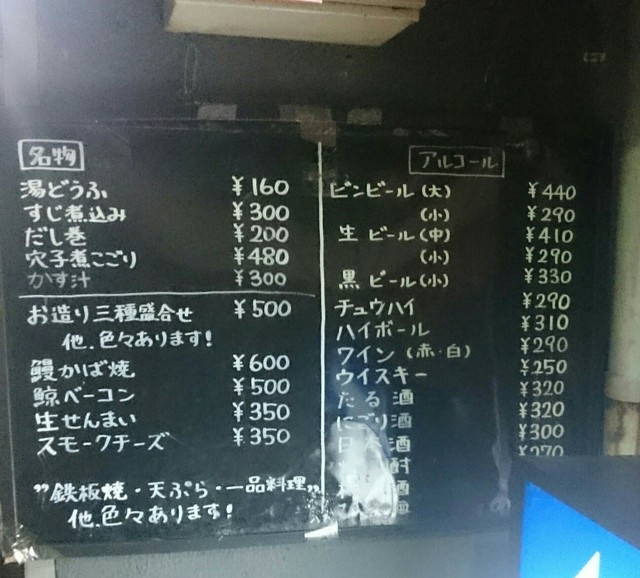 名物
湯どうふ ¥160
すじ煮込み ¥300
だし巻 ¥200
穴子煮こごり ¥480
かす汁 ¥300
お造り三種盛合せ ¥500
他、色々あります!
鰻かば焼 ¥600
鯨ベーコン ¥500
生せんまい ¥350
スモークチーズ ¥350
"鉄板焼・天ぷら・一品料理"
他、色々あります!
アルコール
ビンビール(大) ¥440
(小) ¥290
生ビール(中) ¥410
(小) ¥290
黒ビール(小) ¥330
チュウハイ ¥290
ハイボール ¥310
ワイン(赤・白) ¥290
ウイスキー ¥250
たる酒 ¥320
にごり酒 ¥320
日本酒 ¥300
酎 ¥270
酒